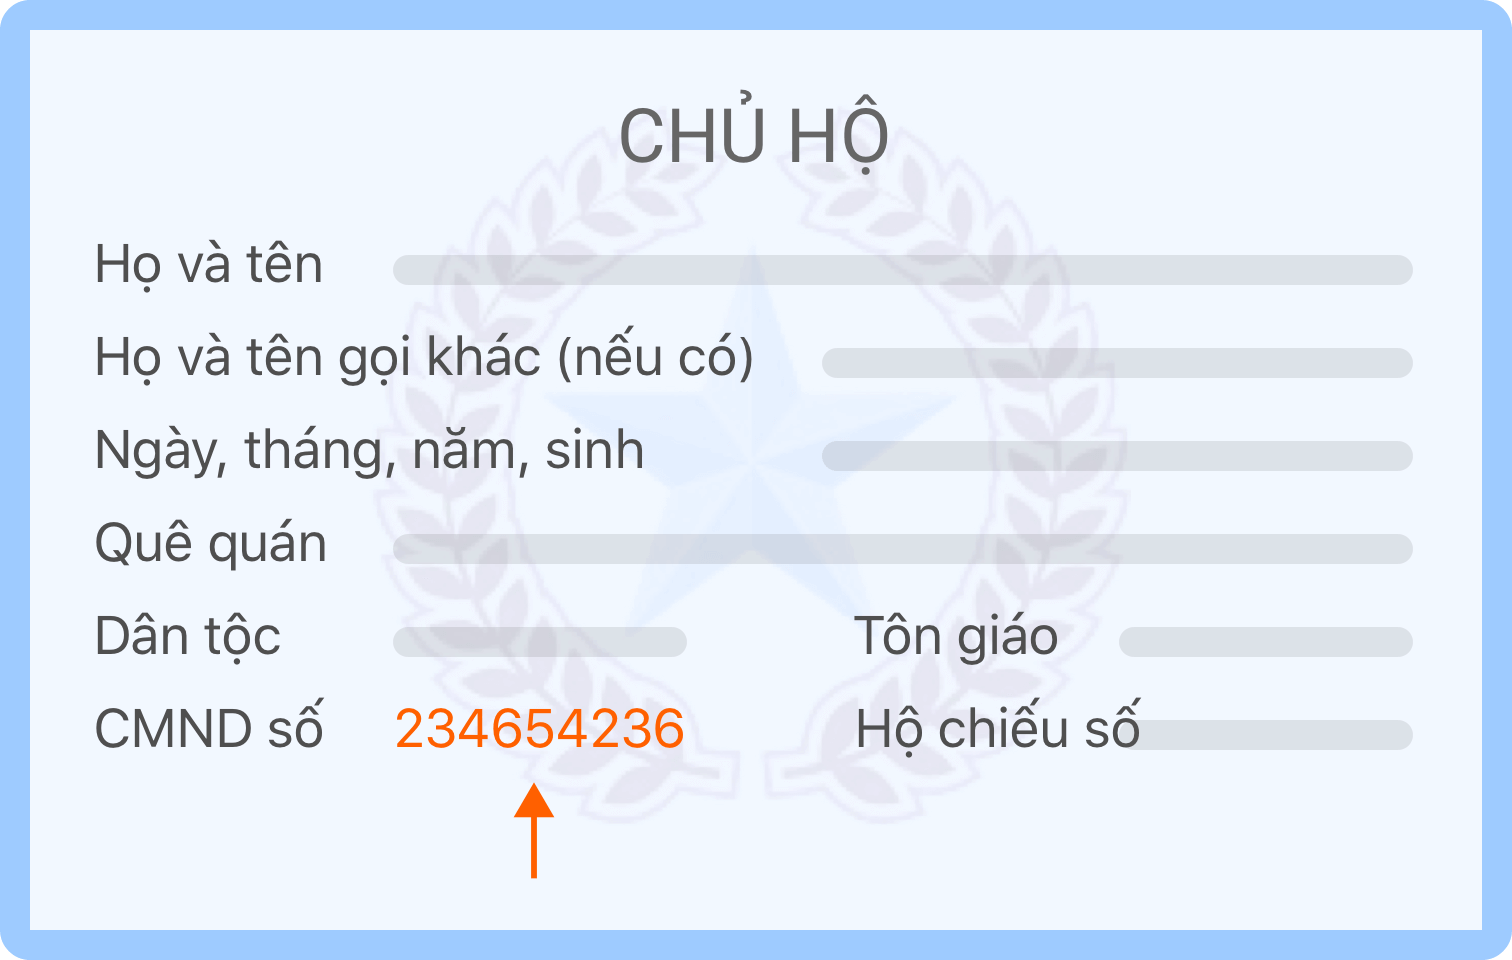 CHỦ HỘ
Họ và tên
Họ và tên gọi khác (nếu có)
Ngày, tháng, năm, sinh
Quê quán
Dân tộc Tôn giáo
CMND số 234654236 Hộ chiếu số